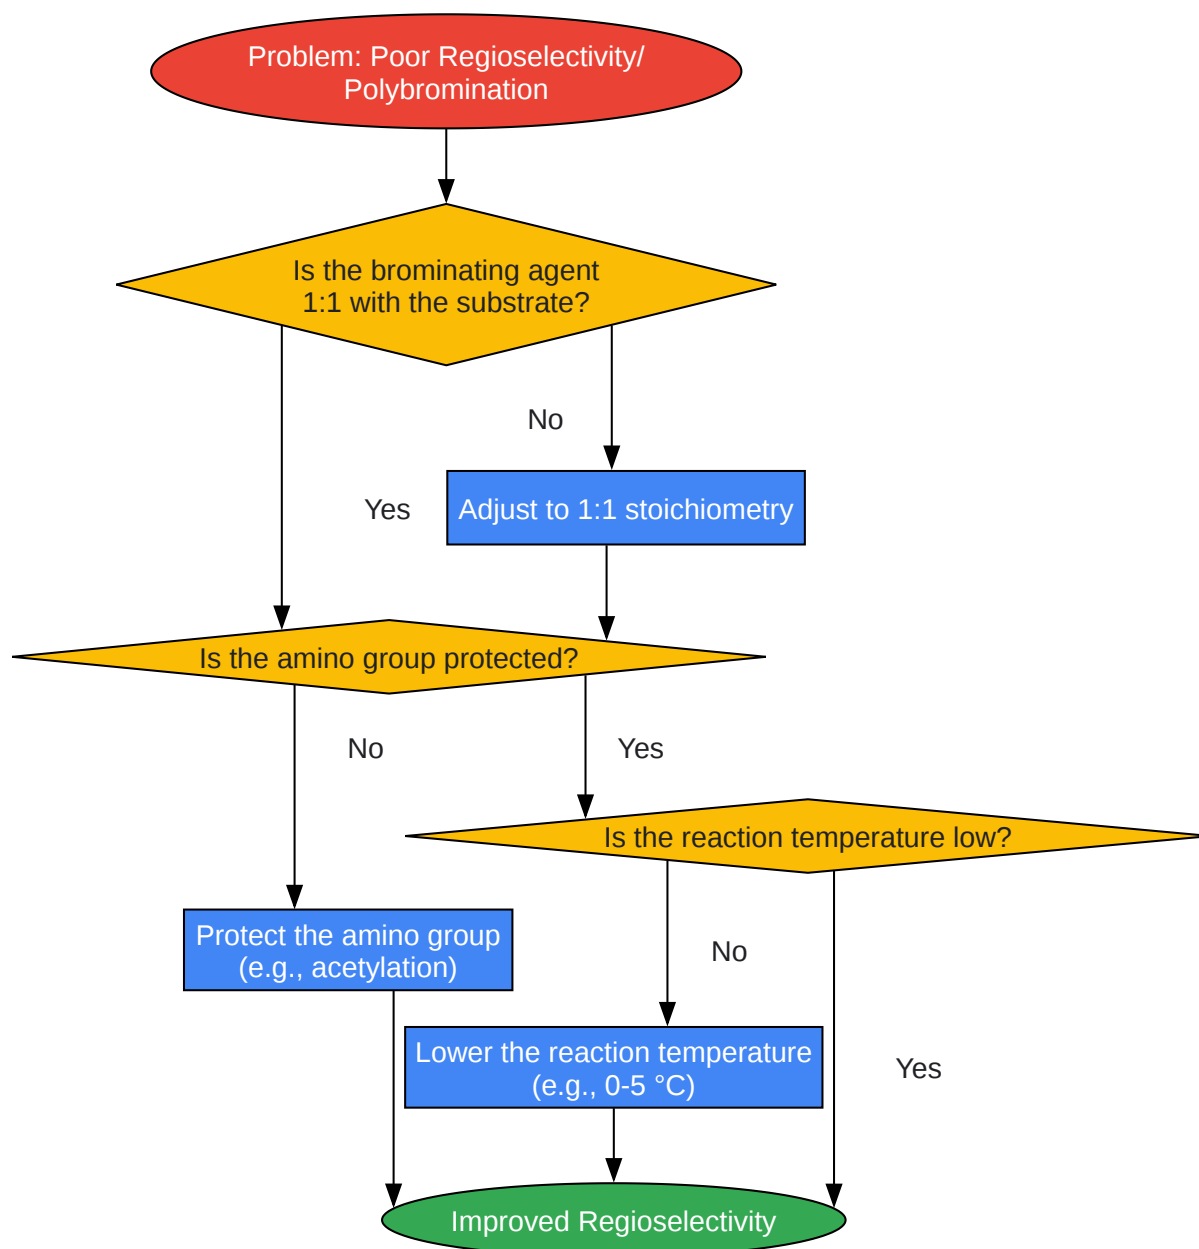 Problem: Poor Regioselectivity/
Polybromination
Is the brominating agent
1:1 with the substrate?
No
Yes
Adjust to 1:1 stoichiometry
Is the amino group protected?
No
Yes
Is the reaction temperature low?
Protect the amino group
(e.g., acetylation)
No
Lower the reaction temperature
(e.g., 0-5 °C)
Yes
Improved Regioselectivity